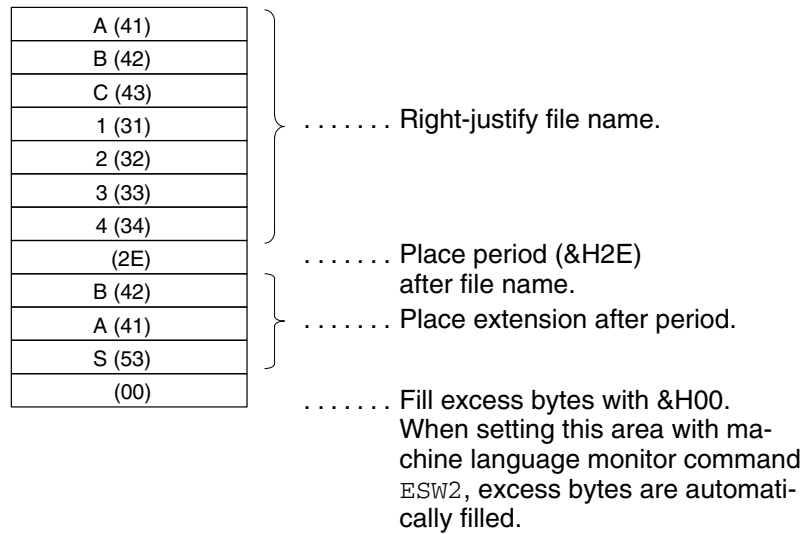 A (41)
B (42)
C (43)
1 (31)
2 (32)
3 (33)
4 (34)
(2E)
B (42)
A (41)
S (53)
(00)
. . . . . . . Right-justify file name.
. . . . . . . Place period (&H2E)
after file name.
. . . . . . . Place extension after period.
. . . . . . . Fill excess bytes with &H00.
When setting this area with ma-
chine language monitor command
ESW2, excess bytes are automati-
cally filled.